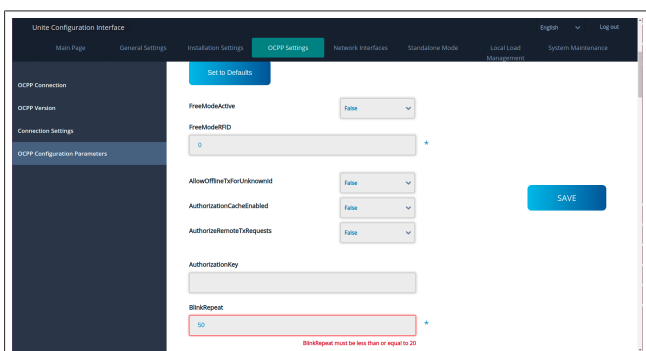 Unite Configuration Interface
English
Log out
Main Page
General Settings
Installation Settings
OCPP Settings
Network Interfaces
Standalone Mode
Local Load
Management
System Maintenance
OCPP Connection
OCPP Version
Connection Settings
OCPP Configuration Parameters
Set to Defaults
FreeModeActive
False
FreeModeRFID
0
*
AllowOfflineTxForUnknownId
False
AuthorizationCacheEnabled
False
AuthorizeRemoteTxRequests
False
SAVE
AuthorizationKey
BlinkRepeat
50
*
BlinkRepeat must be less than or equal to 20